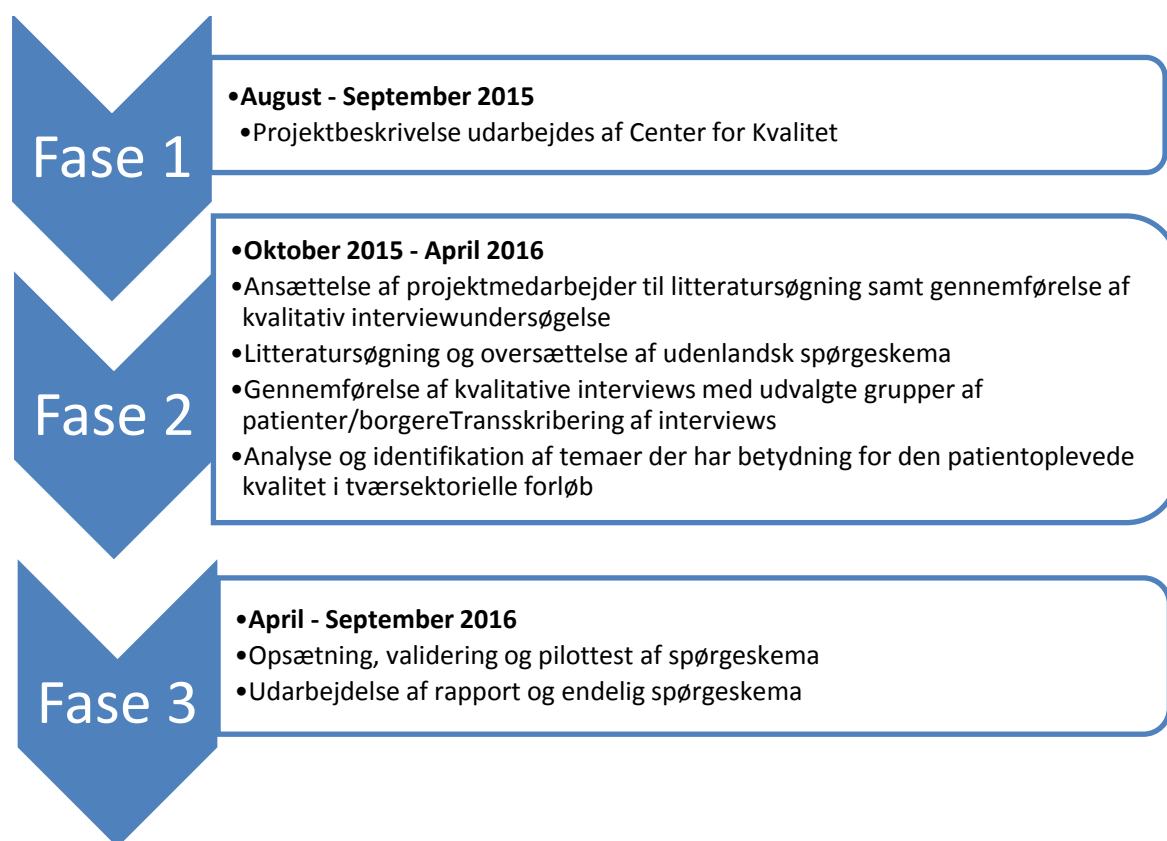 Fase 1
•August - September 2015
•Projektbeskrivelse udarbejdes af Center for Kvalitet
Fase 2
•Oktober 2015 - April 2016
•Ansættelse af projektmedarbejder til litteratursøgning samt gennemførelse af
kvalitativ interviewundersøgelse
•Litteratursøgning og oversættelse af udenlandsk spørgeskema
•Gennemførelse af kvalitative interviews med udvalgte grupper af
patienter/borgereTransskribering af interviews
•Analyse og identifikation af temaer der har betydning for den patientoplevede
kvalitet i tværsektorielle forløb
Fase 3
•April - September 2016
•Opsætning, validering og pilottest af spørgeskema
•Udarbejdelse af rapport og endelig spørgeskema